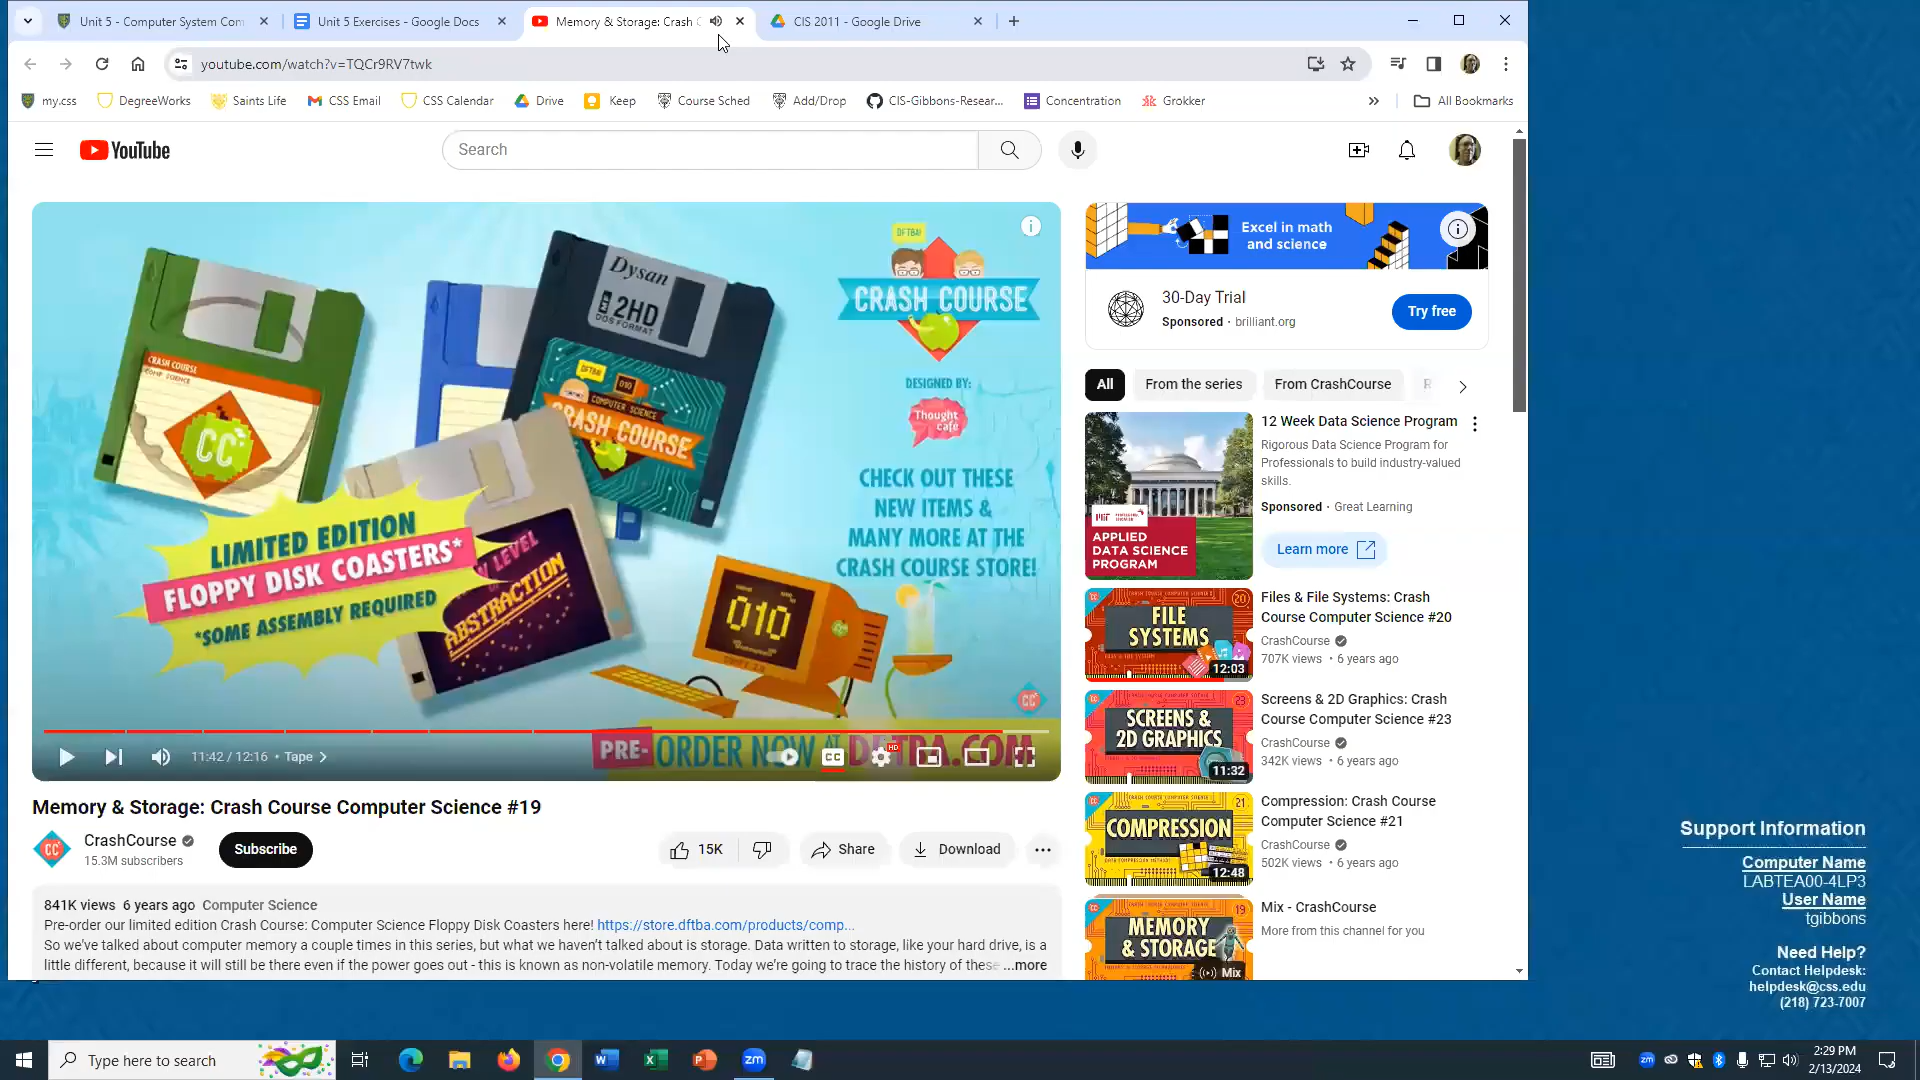 Unit 5 - Computer System Con
Unit 5 Exercises - Google Docs
Memory & Storage: Crash C
CIS 2011 - Google Drive
youtube.com/watch?v=TQCr9RV7twk
my.css
DegreeWorks
Saints Life
CSS Email
CSS Calendar
Drive
Keep
Course Sched
Add/Drop
CIS-Gibbons-Resear...
Concentration
Grokker
All Bookmarks
YouTube
Search
Dysan
2HD
DOS FORMAT
CRASH COURSE
COMP. SCIENCE
CC
DFTBA!
010
COMPUTER SCIENCE
CRASH COURSE
LIMITED EDITION
FLOPPY DISK COASTERS*
*SOME ASSEMBLY REQUIRED
LEVEL
ABSTRACTION
010
DFTBA!
CRASH COURSE
DESIGNED BY:
Thought
café
CHECK OUT THESE
NEW ITEMS &
MANY MORE AT THE
CRASH COURSE STORE!
CC
PRE-ORDER NOW AT DFTBA.COM
11:42 / 12:16 • Tape
CC
HD
Memory & Storage: Crash Course Computer Science #19
CC
CrashCourse
15.3M subscribers
Subscribe
15K
Share
Download
841K views 6 years ago Computer Science
Pre-order our limited edition Crash Course: Computer Science Floppy Disk Coasters here! https://store.dftba.com/products/comp...
So we've talked about computer memory a couple times in this series, but what we haven't talked about is storage. Data written to storage, like your hard drive, is a
little different, because it will still be there even if the power goes out - this is known as non-volatile memory. Today we're going to trace the history of these ...more
Excel in math
and science
30-Day Trial
Sponsored • brilliant.org
Try free
All
From the series
From CrashCourse
R
12 Week Data Science Program
Rigorous Data Science Program for
Professionals to build industry-valued
skills.
Sponsored • Great Learning
Learn more
APPLIED
DATA SCIENCE
PROGRAM
FILE
SYSTEMS
20
12:03
Files & File Systems: Crash
Course Computer Science #20
CrashCourse
707K views • 6 years ago
SCREENS &
2D GRAPHICS
23
11:32
Screens & 2D Graphics: Crash
Course Computer Science #23
CrashCourse
342K views • 6 years ago
COMPRESSION
21
12:48
Compression: Crash Course
Computer Science #21
CrashCourse
502K views • 6 years ago
MEMORY
& STORAGE
19
Mix
Mix - CrashCourse
More from this channel for you
Support Information
Computer Name
LABTEA00-4LP3
User Name
tgibbons
Need Help?
Contact Helpdesk:
helpdesk@css.edu
(218) 723-7007
Type here to search
zm
zm
2:29 PM
2/13/2024